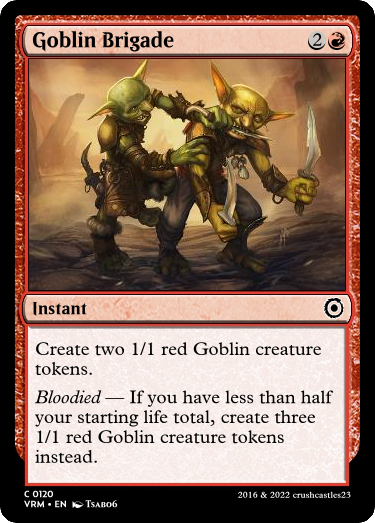 Goblin Brigade 2
Instant
Create two 1/1 red Goblin creature
tokens.
Bloodied — If you have less than half
your starting life total, create three
1/1 red Goblin creature tokens
instead.
C 0120
VRM • EN Tsabo6
2016 & 2022 crushcastles23